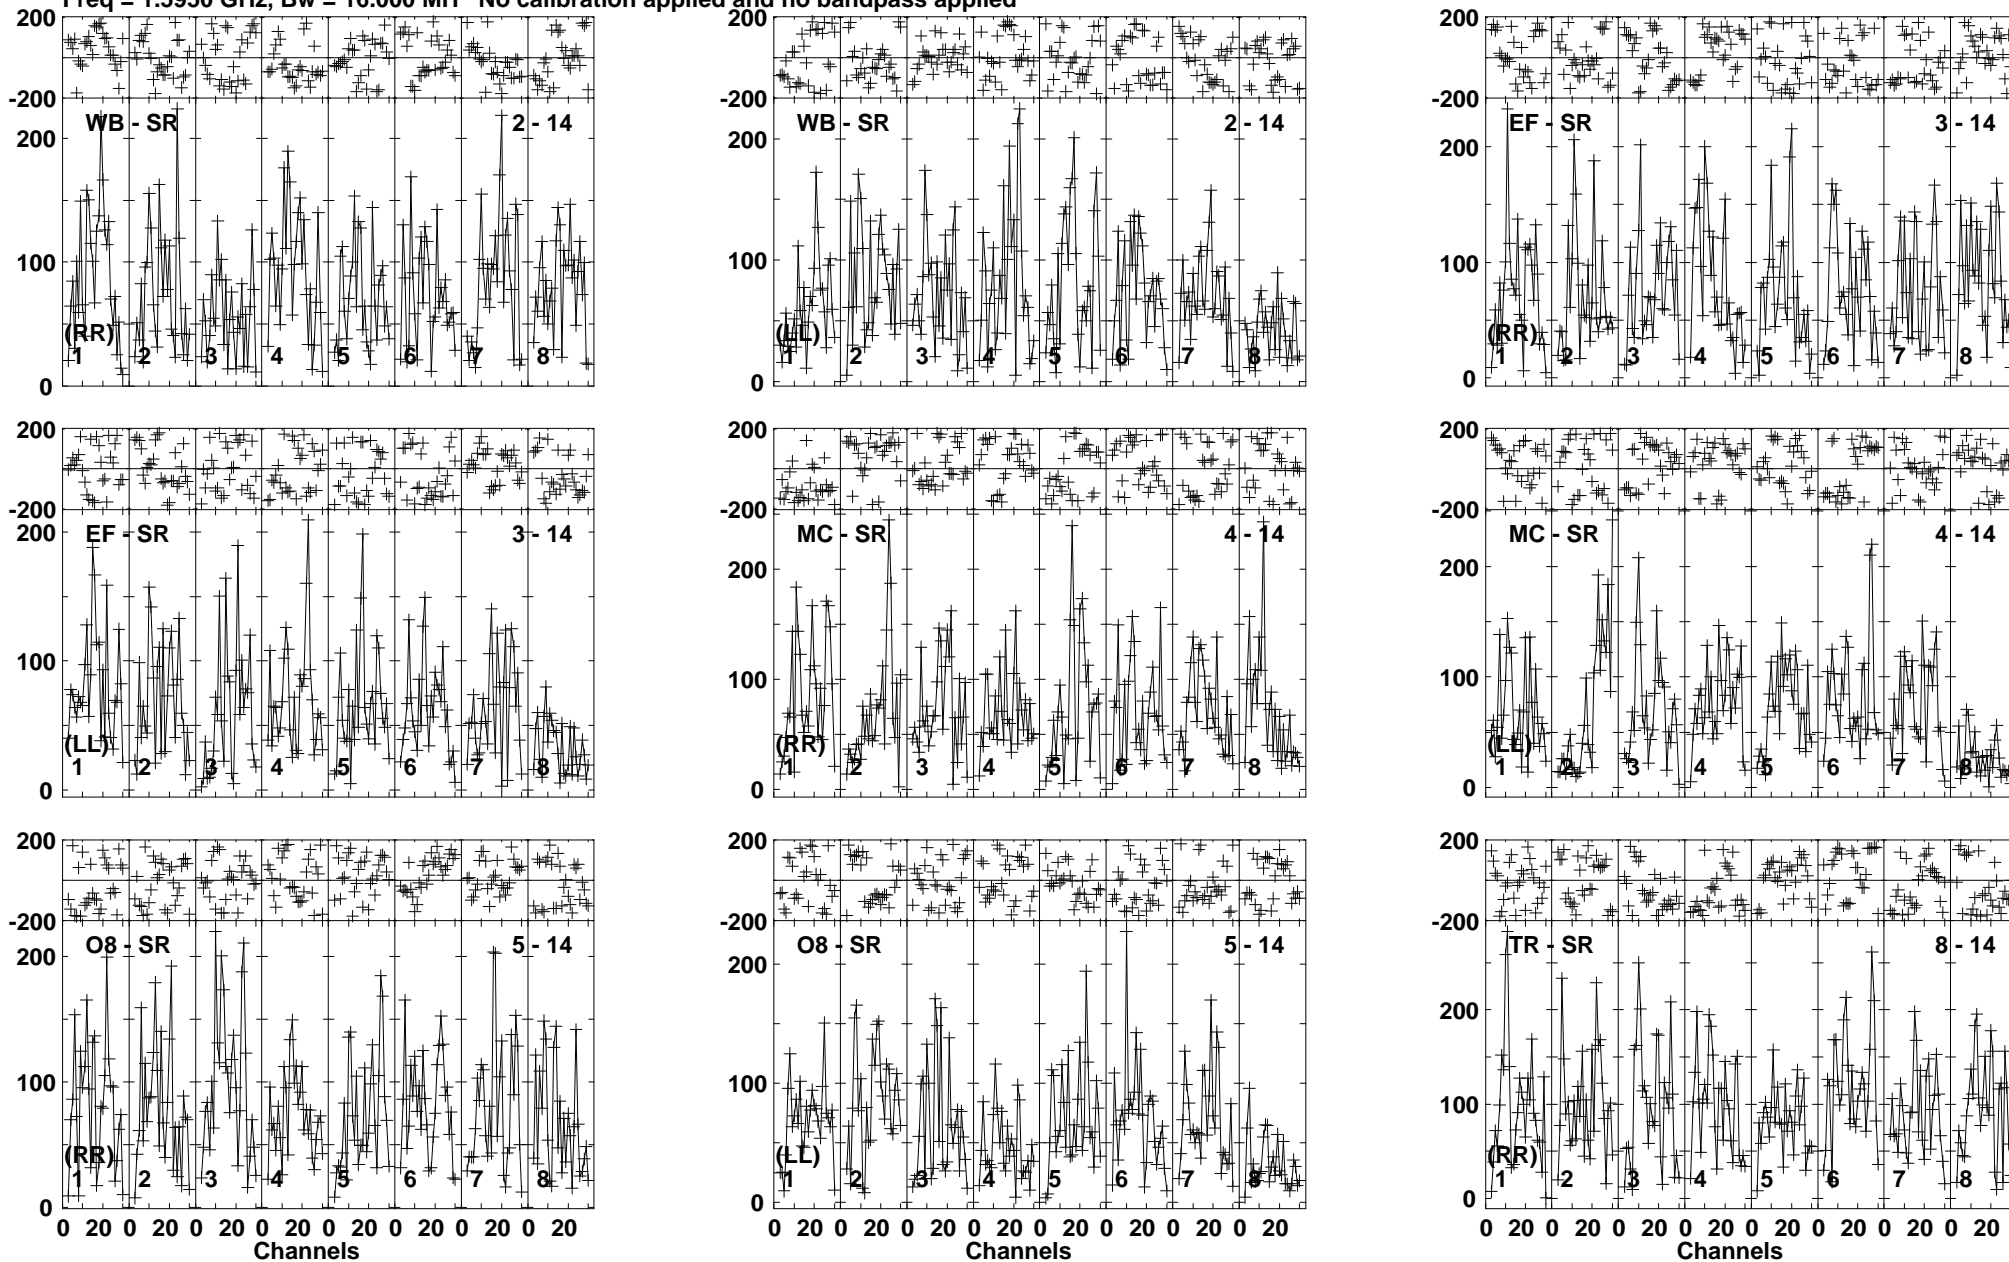 Freq = 1.5950 GHz, Bw = 16.000 MH No calibration applied and no bandpass applied
200 200 200
-200 -200 -200
WB - SR 2 - 14 WB - SR 2 - 14 EF - SR 3 - 14
200 200 200
100 100 100
(RR) (LL) (RR)
1 2 3 4 5 6 7 8 1 2 3 4 5 6 7 8 1 2 3 4 5 6 7 8
0 0 0
200 200 200
-200 -200 -200
EF - SR 3 - 14 MC - SR 4 - 14 MC - SR 4 - 14
200 200 200
100 100 100
(LL) (RR) (LL)
1 2 3 4 5 6 7 8 1 2 3 4 5 6 7 8 1 2 3 4 5 6 7 8
0 0 0
200 200 200
-200 -200 -200
O8 - SR 5 - 14 O8 - SR 5 - 14 TR - SR 8 - 14
200 200 200
100 100 100
(RR) (LL) (RR)
1 2 3 4 5 6 7 8 1 2 3 4 5 6 7 8 1 2 3 4 5 6 7 8
0 0 0
0 20 0 20 0 20 0 20 0 20 0 20 0 20 0 20 0 20 0 20 0 20 0 20 0 20 0 20 0 20 0 20 0 20 0 20 0 20 0 20 0 20 0 20 0 20 0 20
Channels Channels Channels